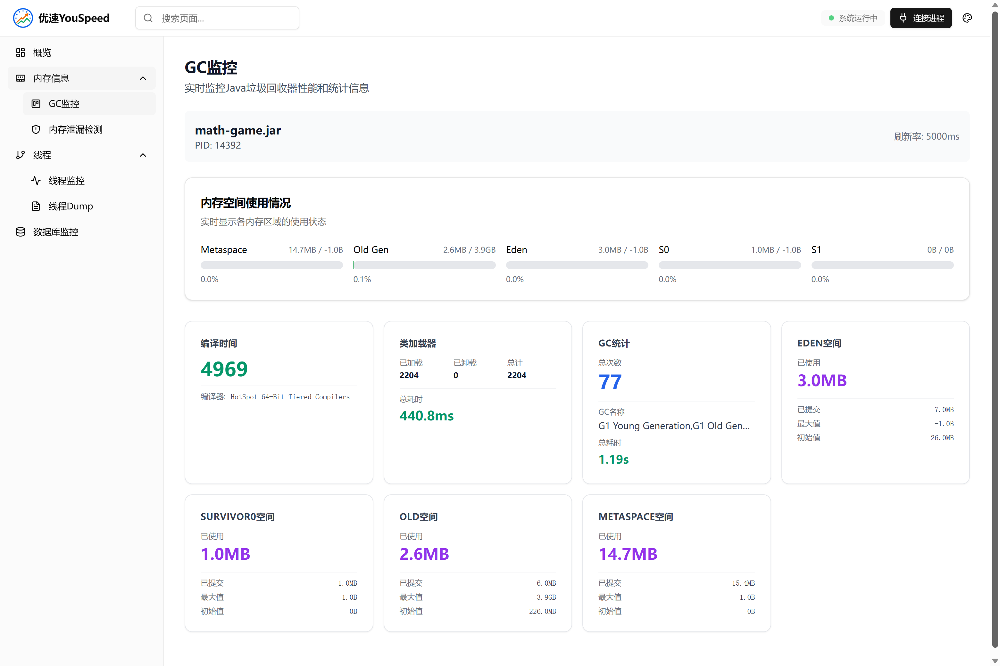 优速YouSpeed
搜索页面...
系统运行中
连接进程
概览
内存信息
GC监控
内存泄漏检测
线程
线程监控
线程Dump
数据库监控
GC监控
实时监控Java垃圾回收器性能和统计信息
math-game.jar
PID: 14392
刷新率: 5000ms
内存空间使用情况
实时显示各内存区域的使用状态
Metaspace 14.7MB / -1.0B
0.0%
Old Gen 2.6MB / 3.9GB
0.1%
Eden 3.0MB / -1.0B
0.0%
S0 1.0MB / -1.0B
0.0%
S1 0B / 0B
0.0%
编译时间
4969
编译器: HotSpot 64-Bit Tiered Compilers
类加载器
已加载 已卸载 总计
2204 0 2204
总耗时
440.8ms
GC统计
总次数
77
GC名称
G1 Young Generation,G1 Old Gen...
总耗时
1.19s
EDEN空间
已使用
3.0MB
已提交 7.0MB
最大值 -1.0B
初始值 26.0MB
SURVIVOR0空间
已使用
1.0MB
已提交 1.0MB
最大值 -1.0B
初始值 0B
OLD空间
已使用
2.6MB
已提交 6.0MB
最大值 3.9GB
初始值 226.0MB
METASPACE空间
已使用
14.7MB
已提交 15.4MB
最大值 -1.0B
初始值 0B